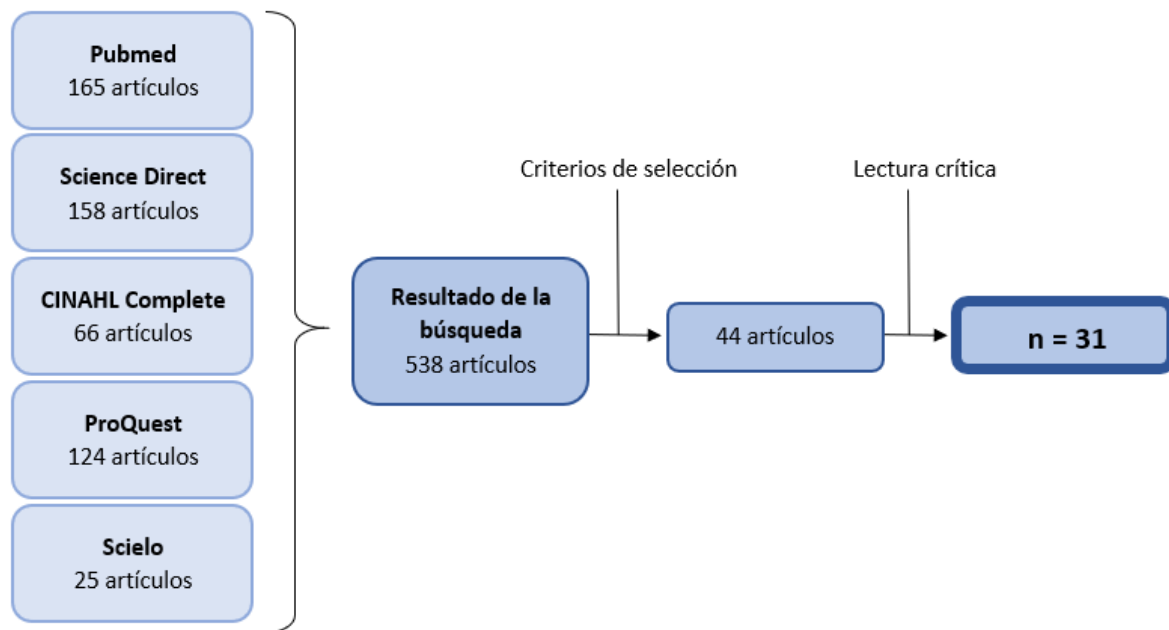 Pubmed
165 artículos
Science Direct
158 artículos
CINAHL Complete
66 artículos
ProQuest
124 artículos
Scielo
25 artículos
Resultado de la
búsqueda
538 artículos
Criterios de selección
44 artículos
Lectura crítica
n = 31